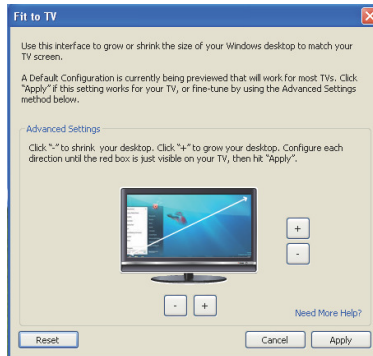 Fit to TV
Use this interface to grow or shrink the size of your Windows desktop to match your
TV screen.
A Default Configuration is currently being previewed that will work for most TVs. Click
"Apply" if this setting works for your TV, or fine-tune by using the Advanced Settings
method below.
Advanced Settings
Click "-" to shrink your desktop. Click "+" to grow your desktop. Configure each
direction until the red box is just visible on your TV, then hit "Apply".
+
-
- +
Need More Help?
Reset Cancel Apply